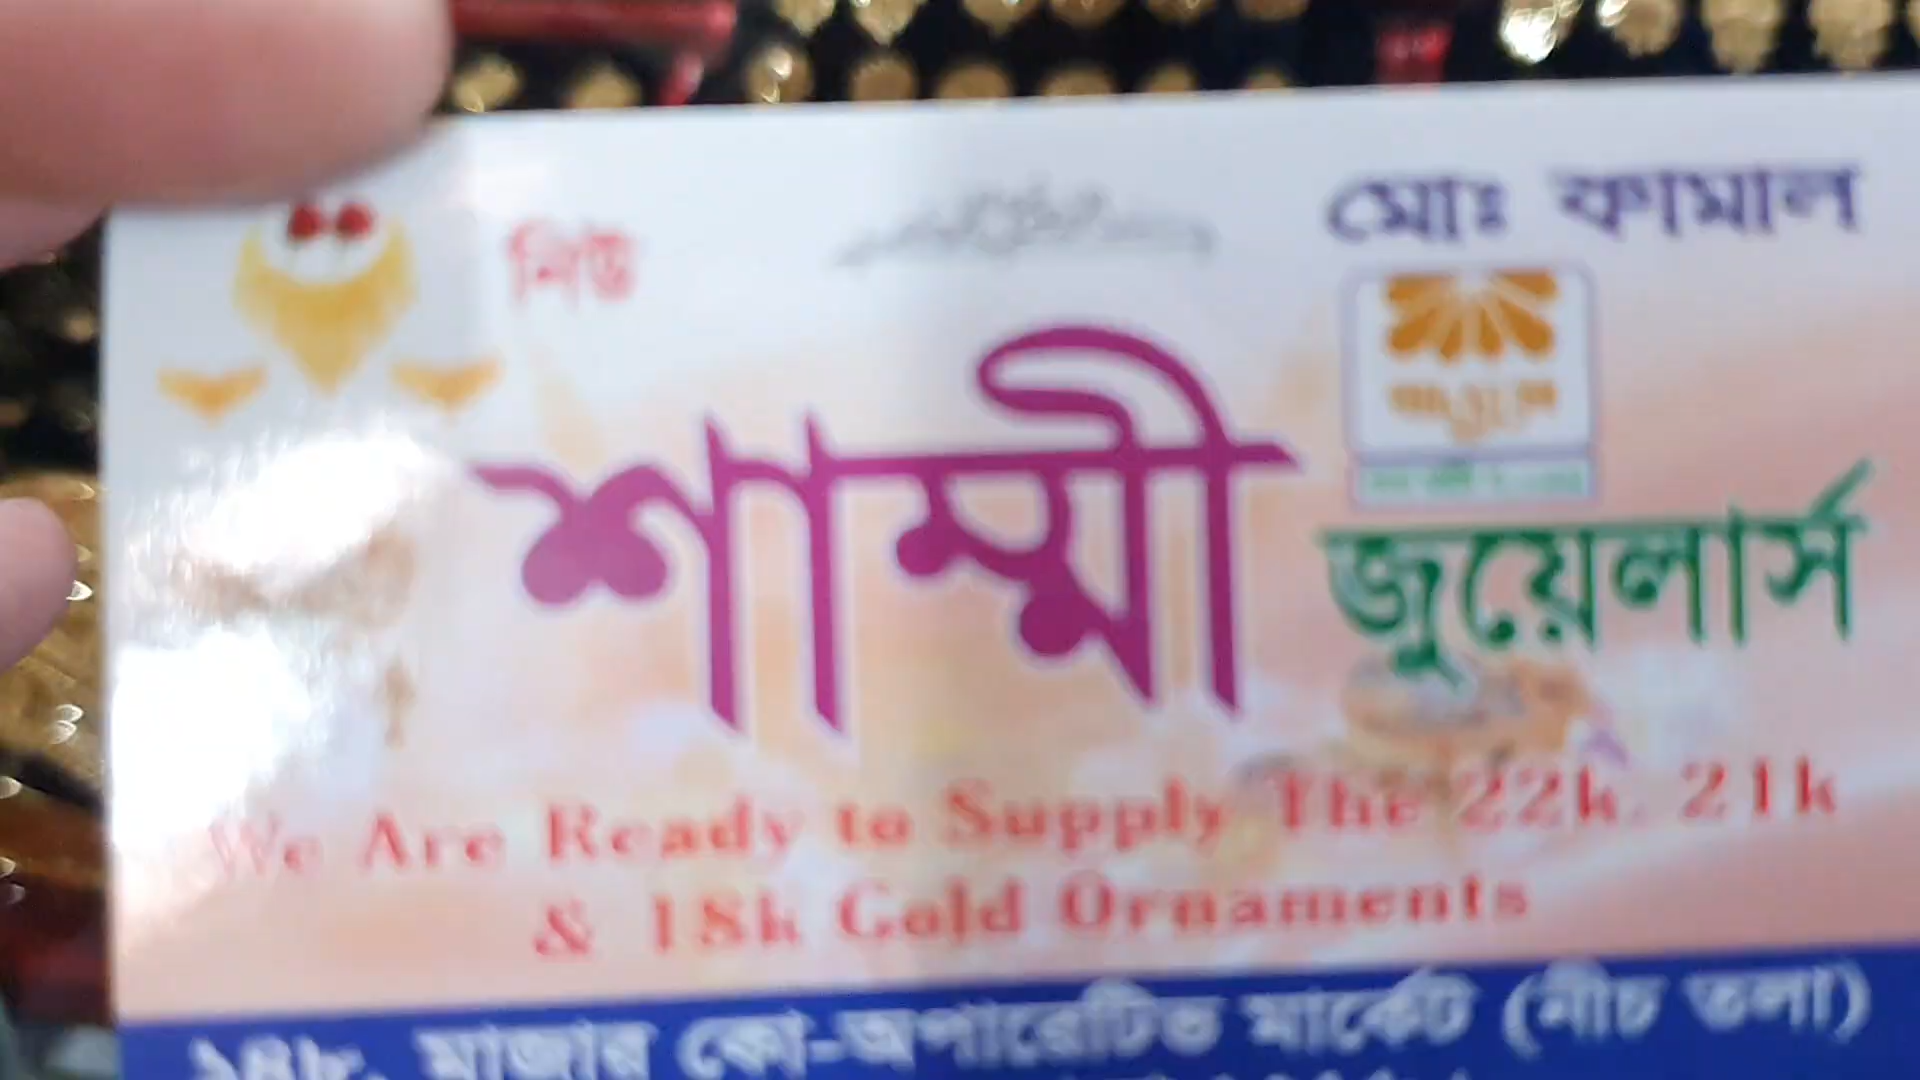 মোঃ কামাল
শাম্মী
জুয়েলার্স
We Are Ready to Supply The 22k. 21k
& 18k Gold Ornaments
মাজার কো-অপারেটিভ মার্কেট (নীচ তলা)